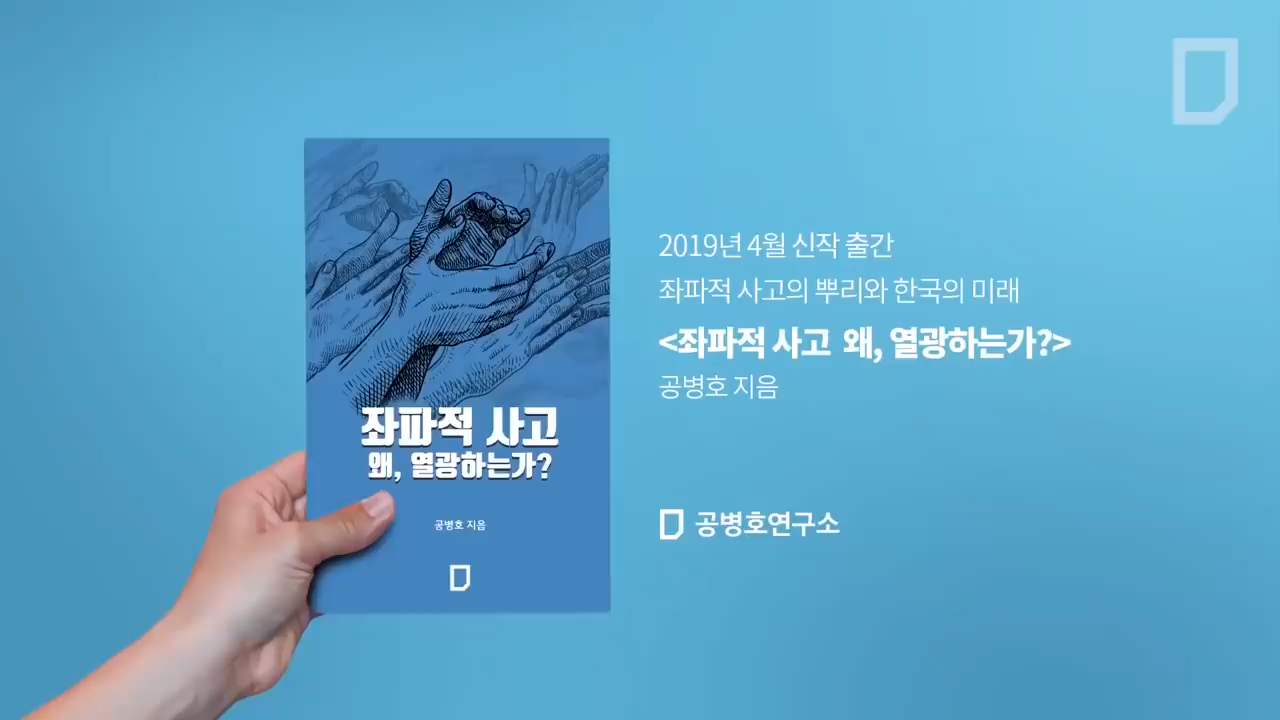 좌파적 사고
왜, 열광하는가?
공병호 지음
2019년 4월 신작 출간
좌파적 사고의 뿌리와 한국의 미래
<좌파적 사고 왜, 열광하는가?>
공병호 지음
공병호연구소